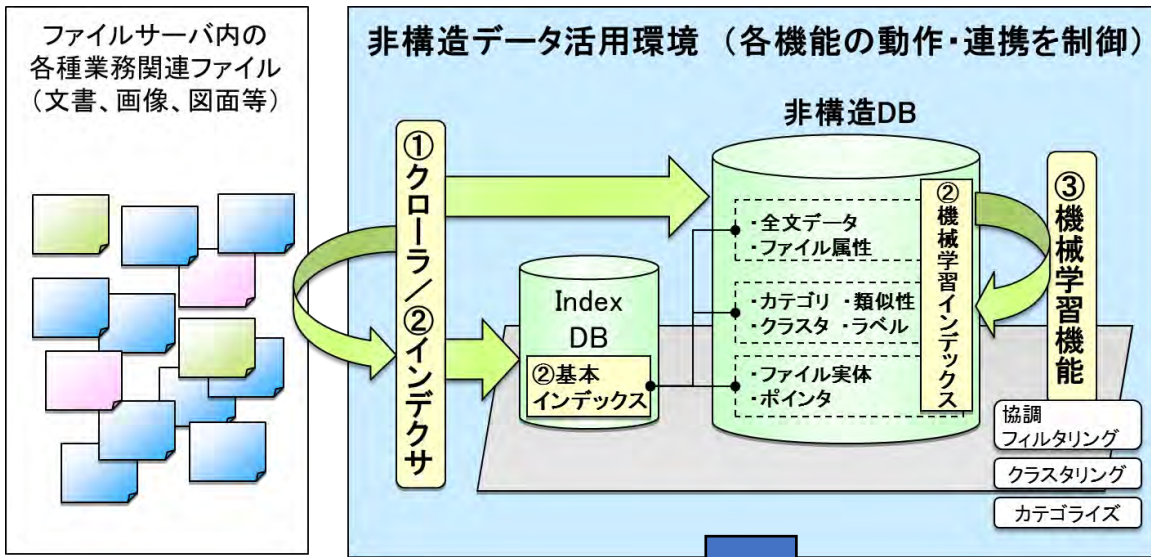 ファイルサーバ内の
各種業務関連ファイル
（文書、画像、図面等）
非構造データ活用環境 （各機能の動作・連携を制御）
①クローラ／②インデクサ
Index
DB
②基本
インデックス
非構造DB
・全文データ
・ファイル属性
・カテゴリ ・類似性
・クラスタ ・ラベル
・ファイル実体
・ポインタ
②機械学習インデックス
③機械学習機能
協調
フィルタリング
クラスタリング
カテゴライズ